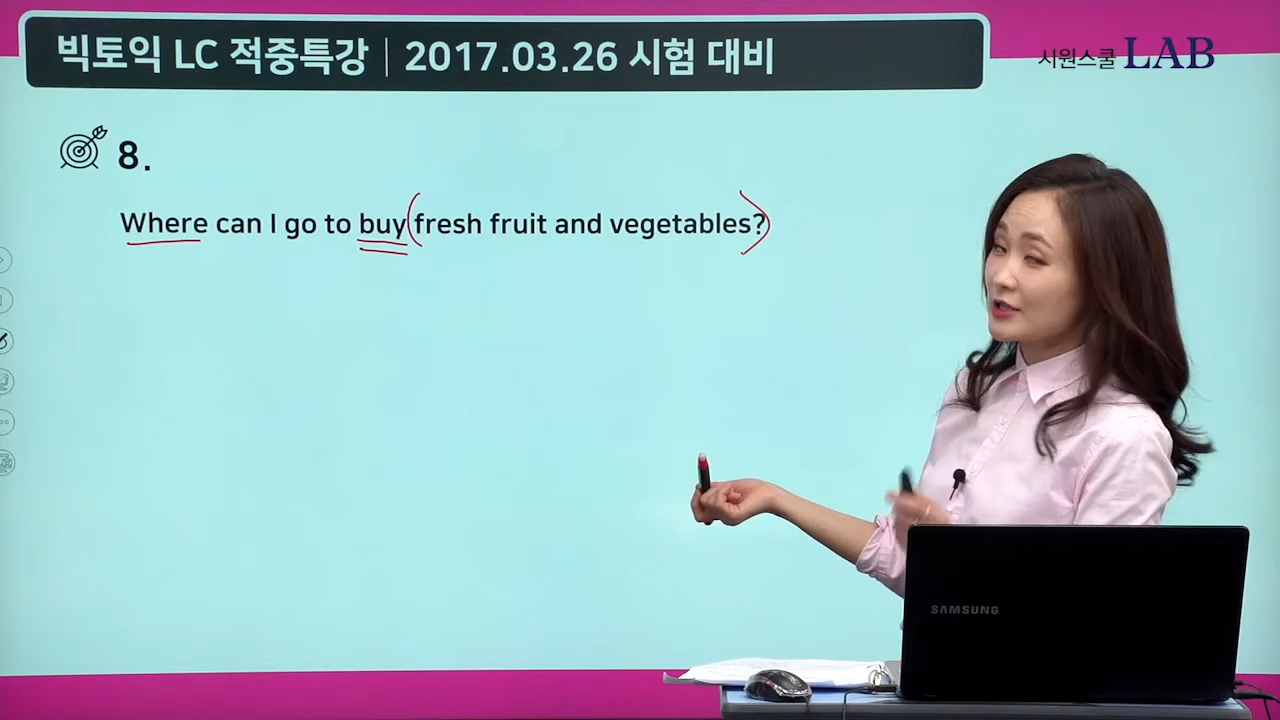 빅토익 LC 적중특강 | 2017.03.26 시험 대비
시원스쿨 LAB
8.
Where can I go to buy fresh fruit and vegetables?
SAMSUNG